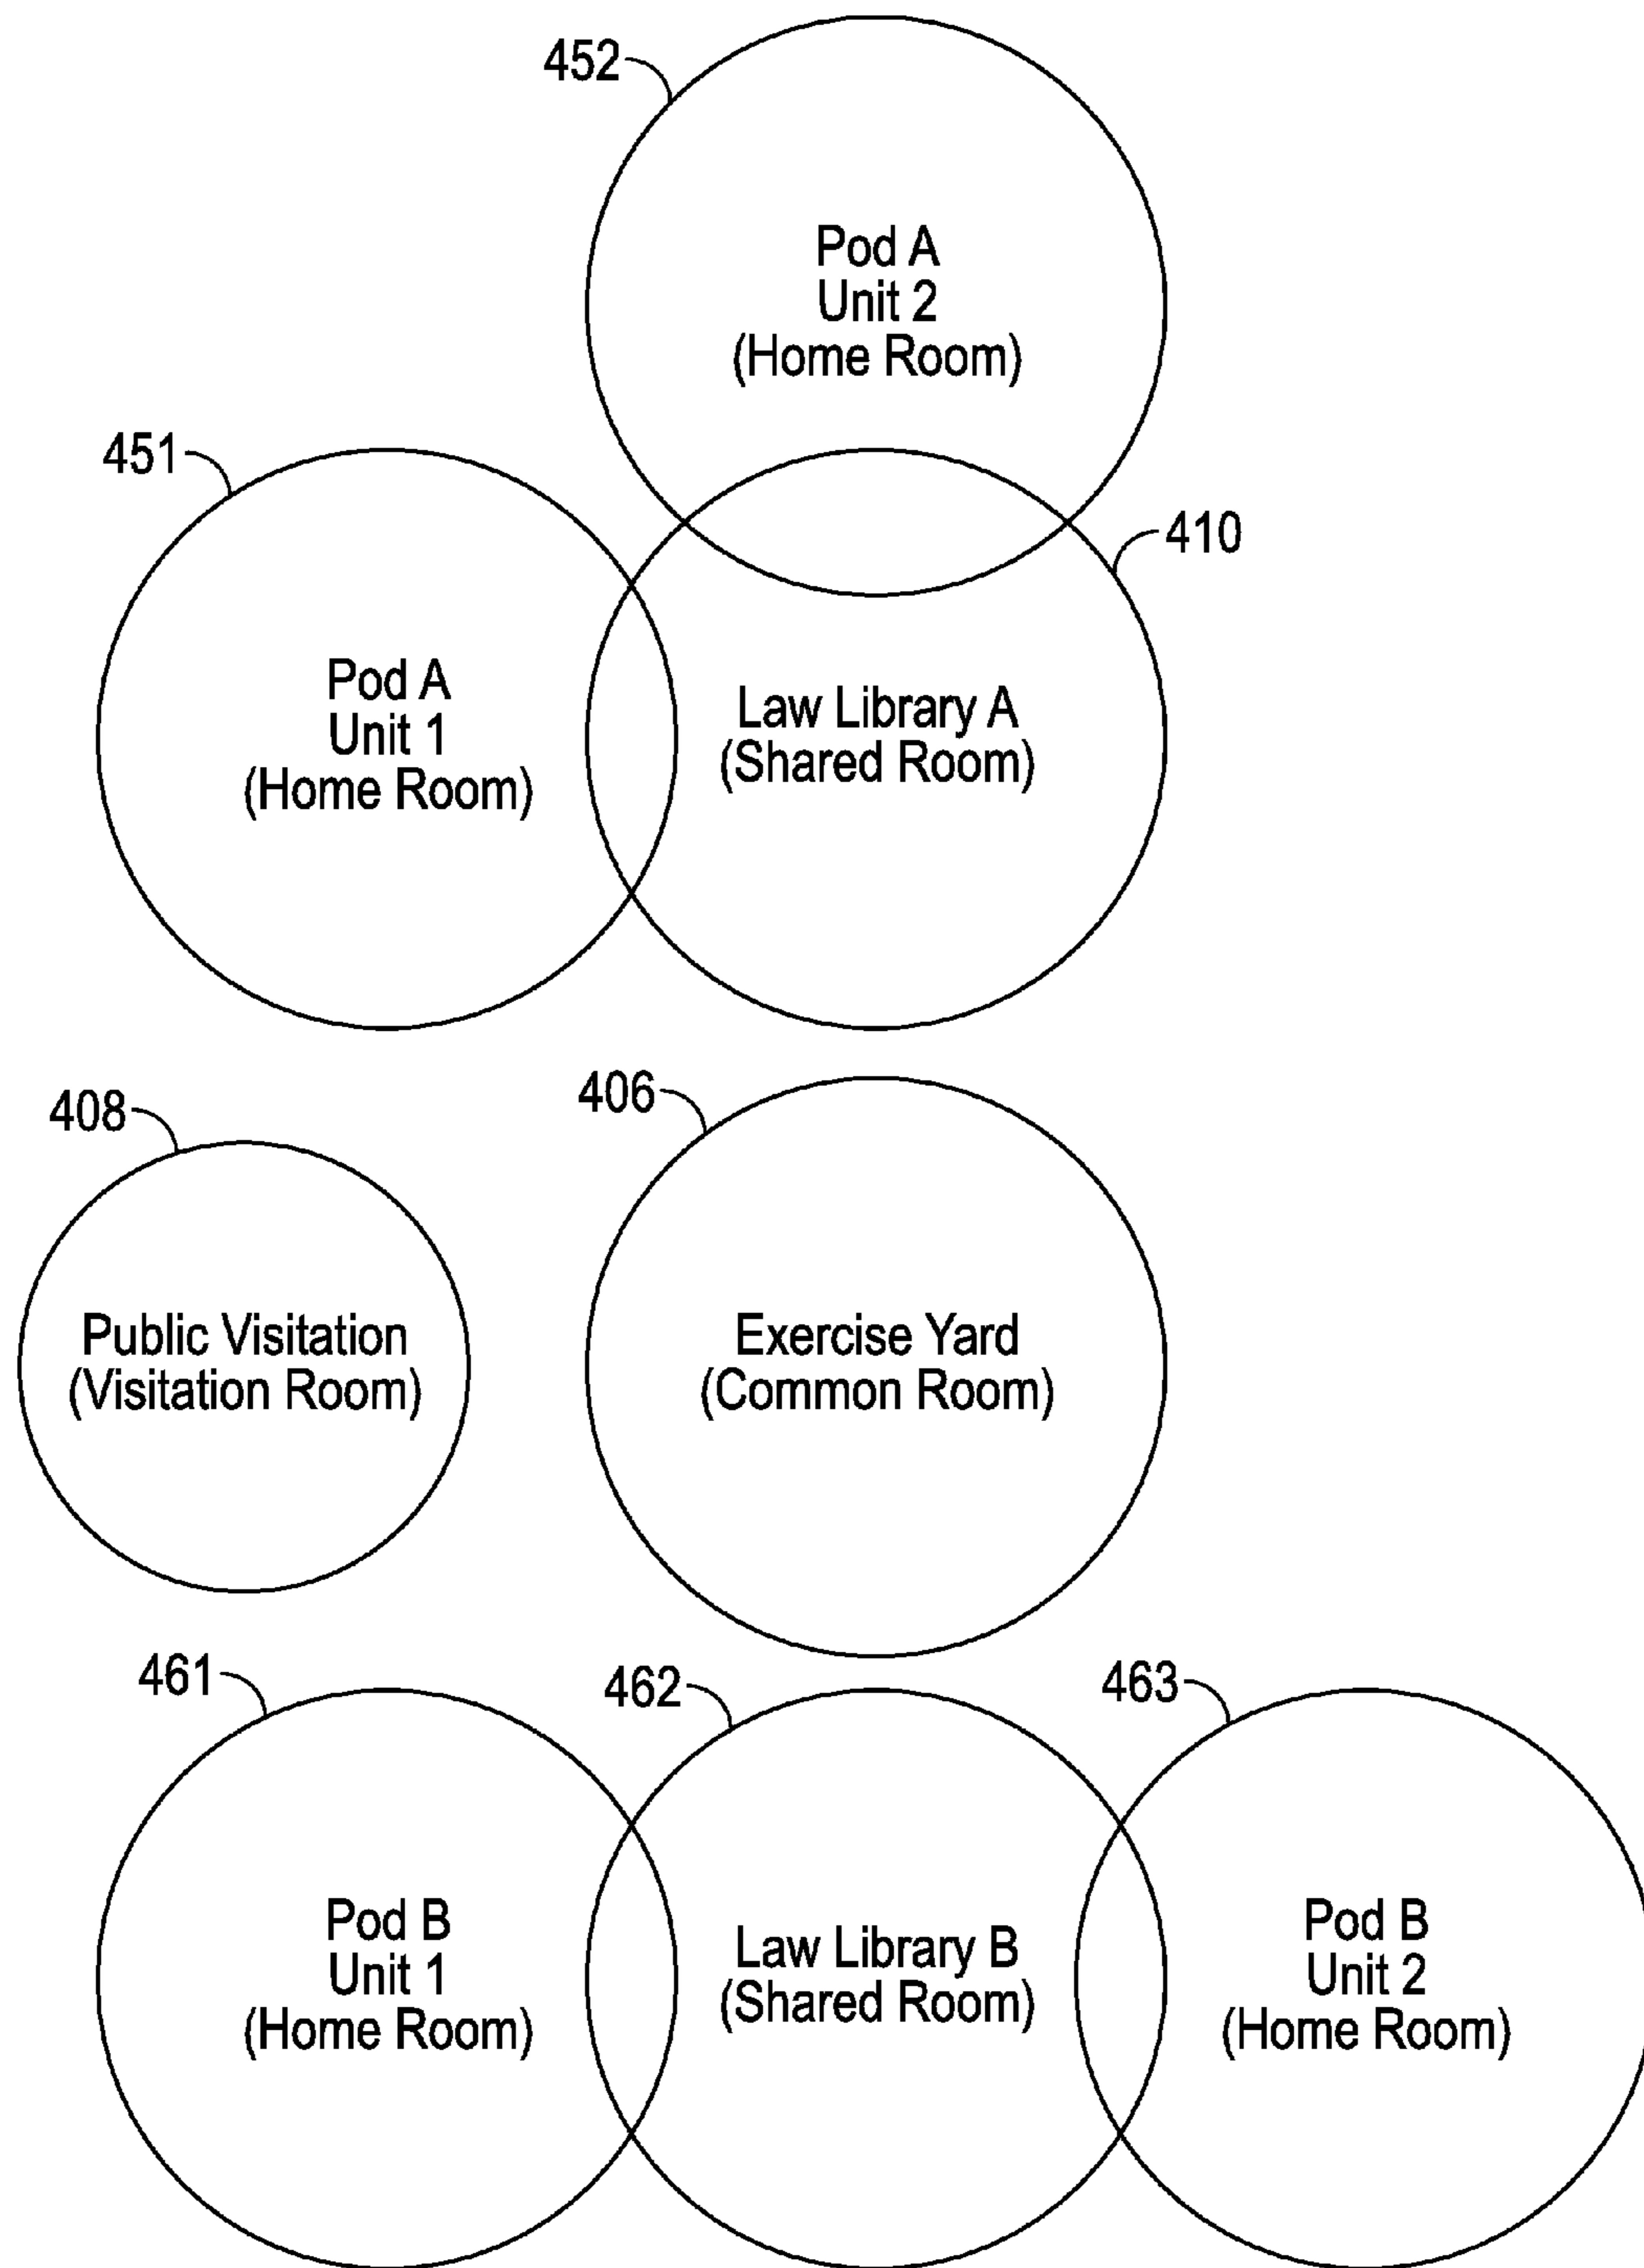 452
Pod A
Unit 2
(Home Room)
451
410
Pod A
Unit 1
(Home Room)
Law Library A
(Shared Room)
408
406
Public Visitation
(Visitation Room)
Exercise Yard
(Common Room)
461
462
463
Pod B
Unit 1
(Home Room)
Law Library B
(Shared Room)
Pod B
Unit 2
(Home Room)